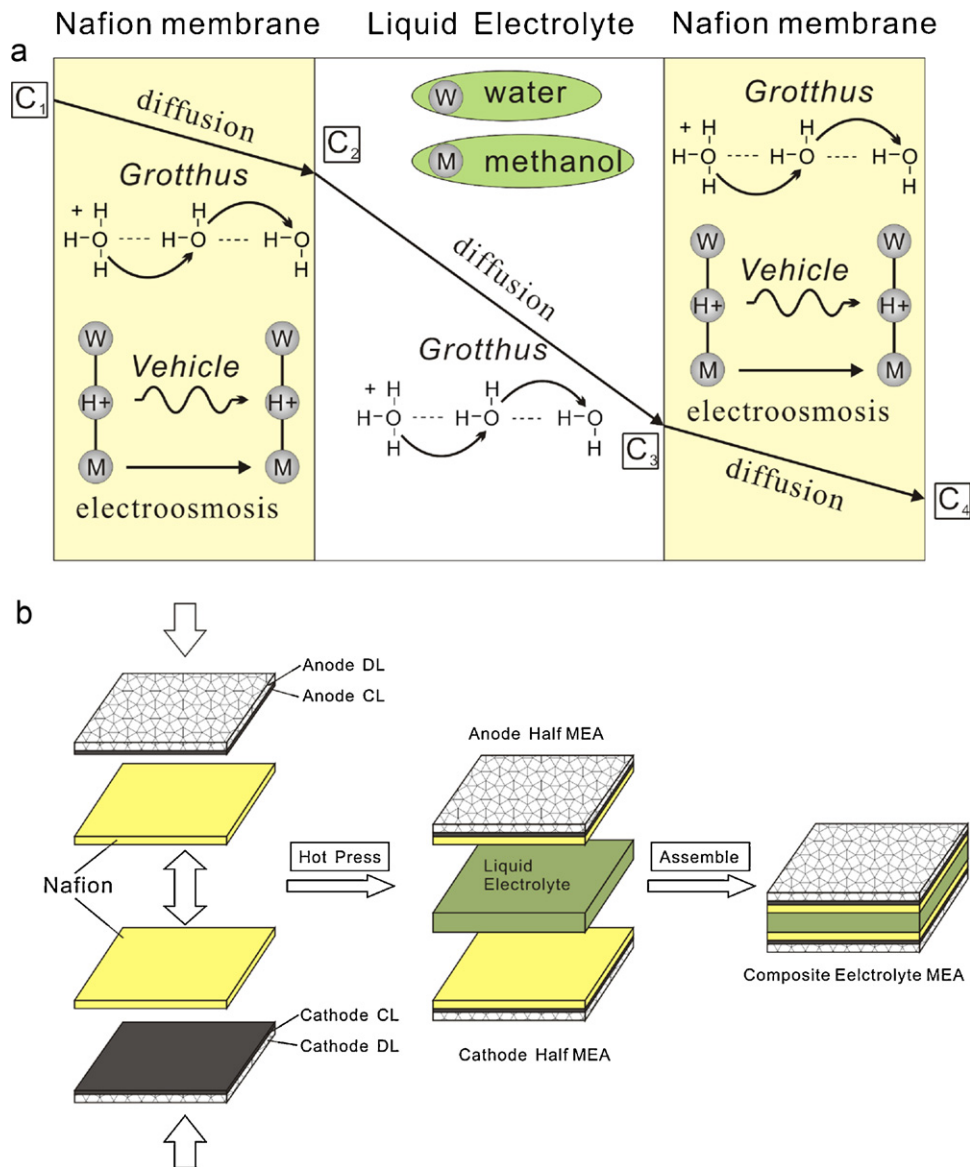 Nafion membrane Liquid Electrolyte Nafion membrane
a
C₁
diffusion
C₂
Grotthus
+ H
H-O ---- H-O ---- H-O
H H H
W W
Vehicle
H+ H+
M M
electroosmosis
W water
M methanol
diffusion
Grotthus
+ H
H-O ---- H-O ---- H-O
H H H
C₃
Grotthus
+ H
H-O ---- H-O ---- H-O
H H H
W W
Vehicle
H+ H+
M M
electroosmosis
diffusion
C₄
b
Anode DL
Anode CL
Nafion
Cathode CL
Cathode DL
Hot Press
Anode Half MEA
Liquid
Electrolyte
Cathode Half MEA
Assemble
Composite Eelctrolyte MEA